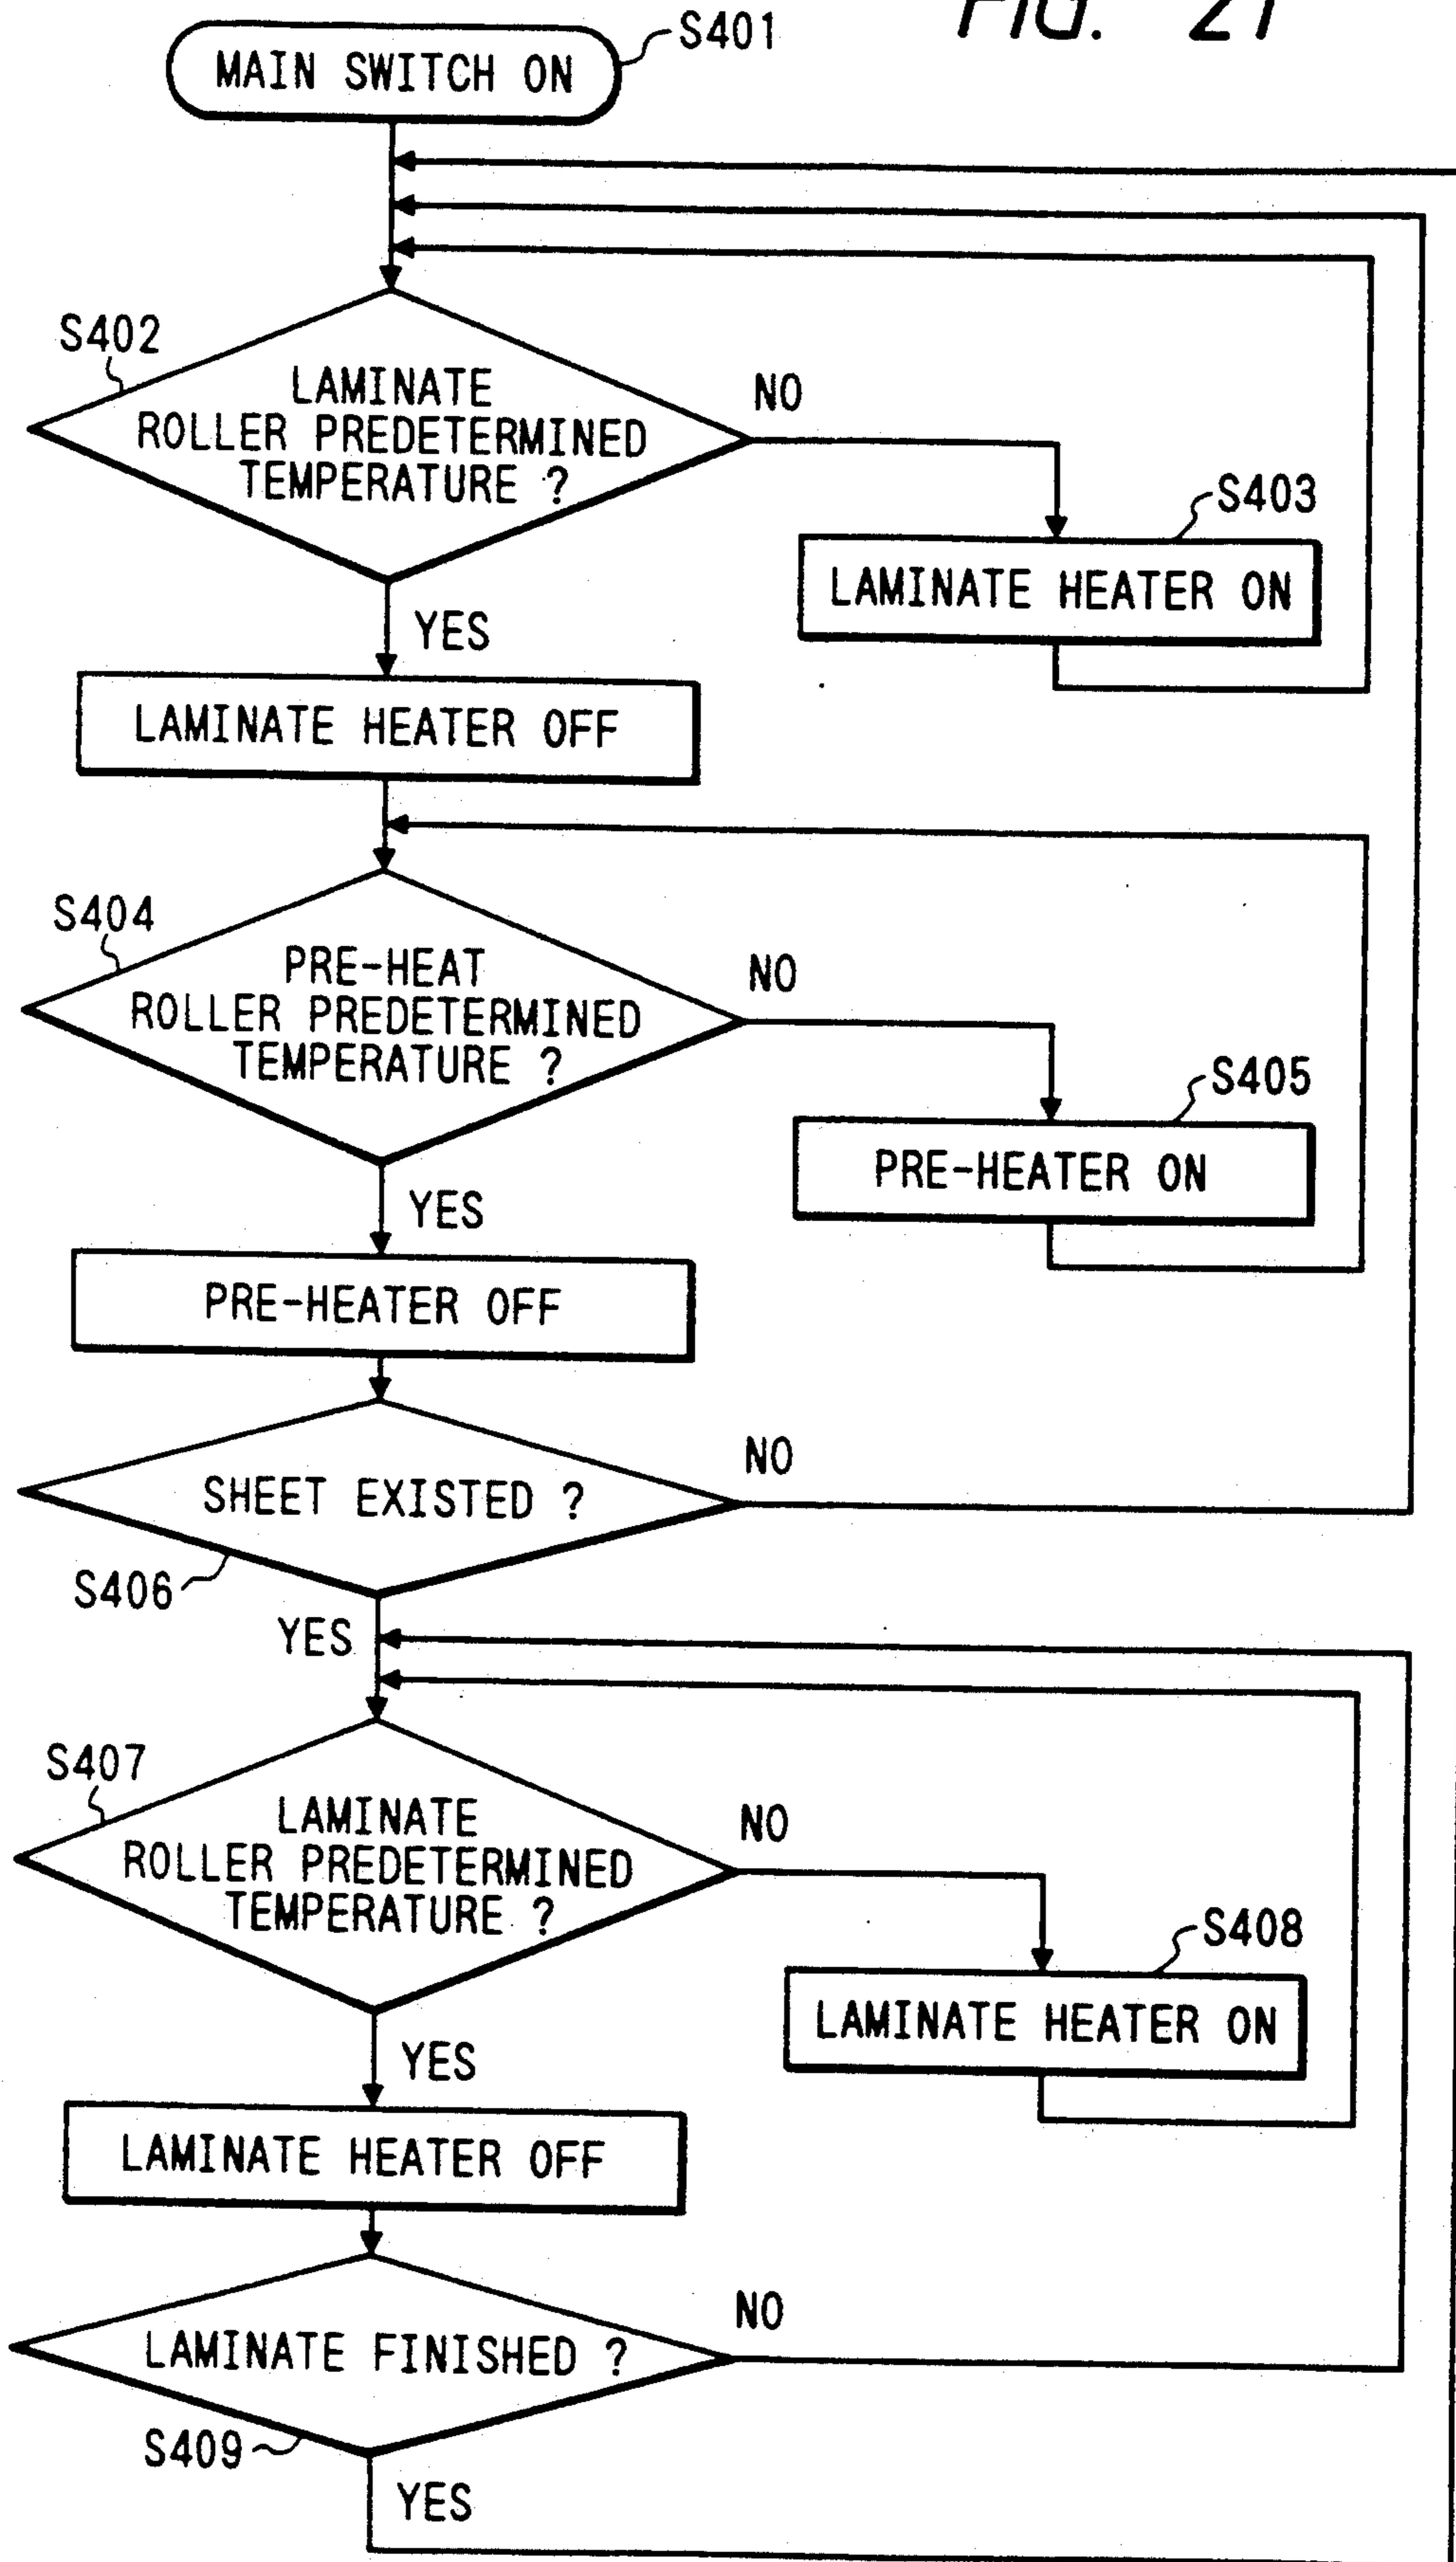 FIG. 21
MAIN SWITCH ON
S401
S402
LAMINATE
ROLLER PREDETERMINED
TEMPERATURE ?
NO
S403
LAMINATE HEATER ON
YES
LAMINATE HEATER OFF
S404
PRE-HEAT
ROLLER PREDETERMINED
TEMPERATURE ?
NO
S405
PRE-HEATER ON
YES
PRE-HEATER OFF
SHEET EXISTED ?
NO
S406
YES
S407
LAMINATE
ROLLER PREDETERMINED
TEMPERATURE ?
NO
S408
LAMINATE HEATER ON
YES
LAMINATE HEATER OFF
LAMINATE FINISHED ?
NO
S409
YES